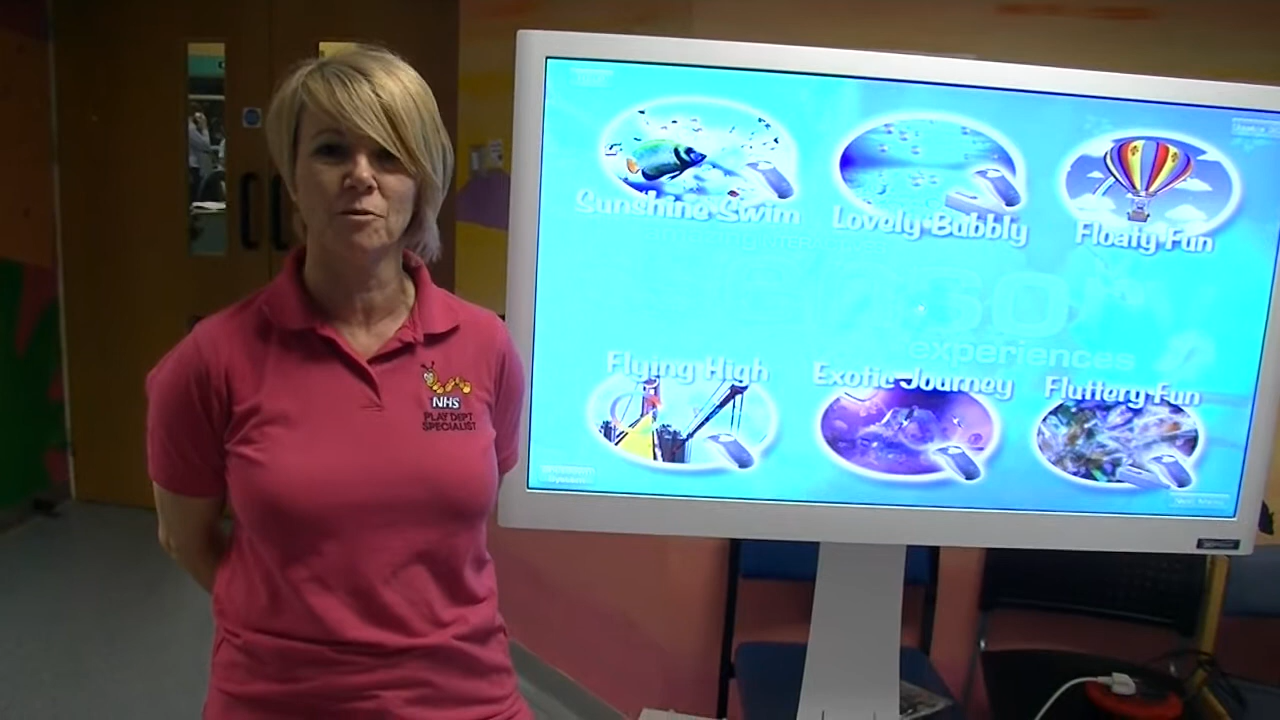 Sunshine Swim
Lovely Bubbly
Floaty Fun
experiences
Flying High
Exotic Journey
Fluttery Fun
NHS
PLAY DEPT
SPECIALIST